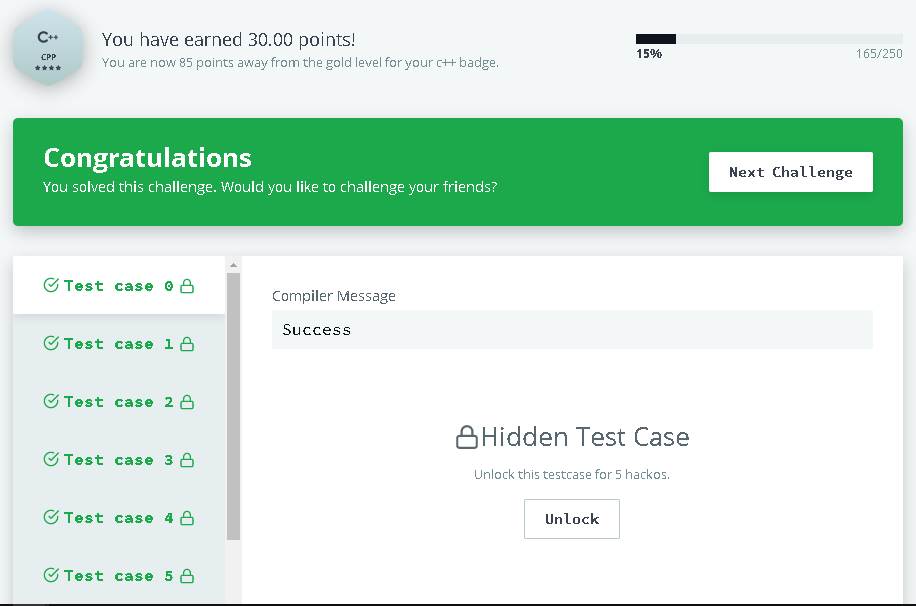 C++
CPP
You have earned 30.00 points!
You are now 85 points away from the gold level for your c++ badge.
15%
165/250
Congratulations
You solved this challenge. Would you like to challenge your friends?
Next Challenge
Test case 0
Test case 1
Test case 2
Test case 3
Test case 4
Test case 5
Compiler Message
Success
Hidden Test Case
Unlock this testcase for 5 hackos.
Unlock